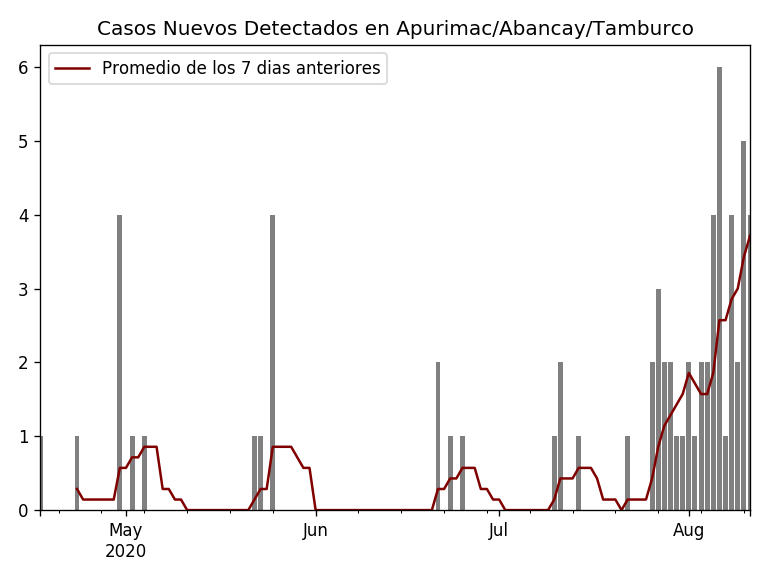 Casos Nuevos Detectados en Apurimac/Abancay/Tamburco
Promedio de los 7 dias anteriores
6
5
4
3
2
1
0
May Jun Jul Aug
2020